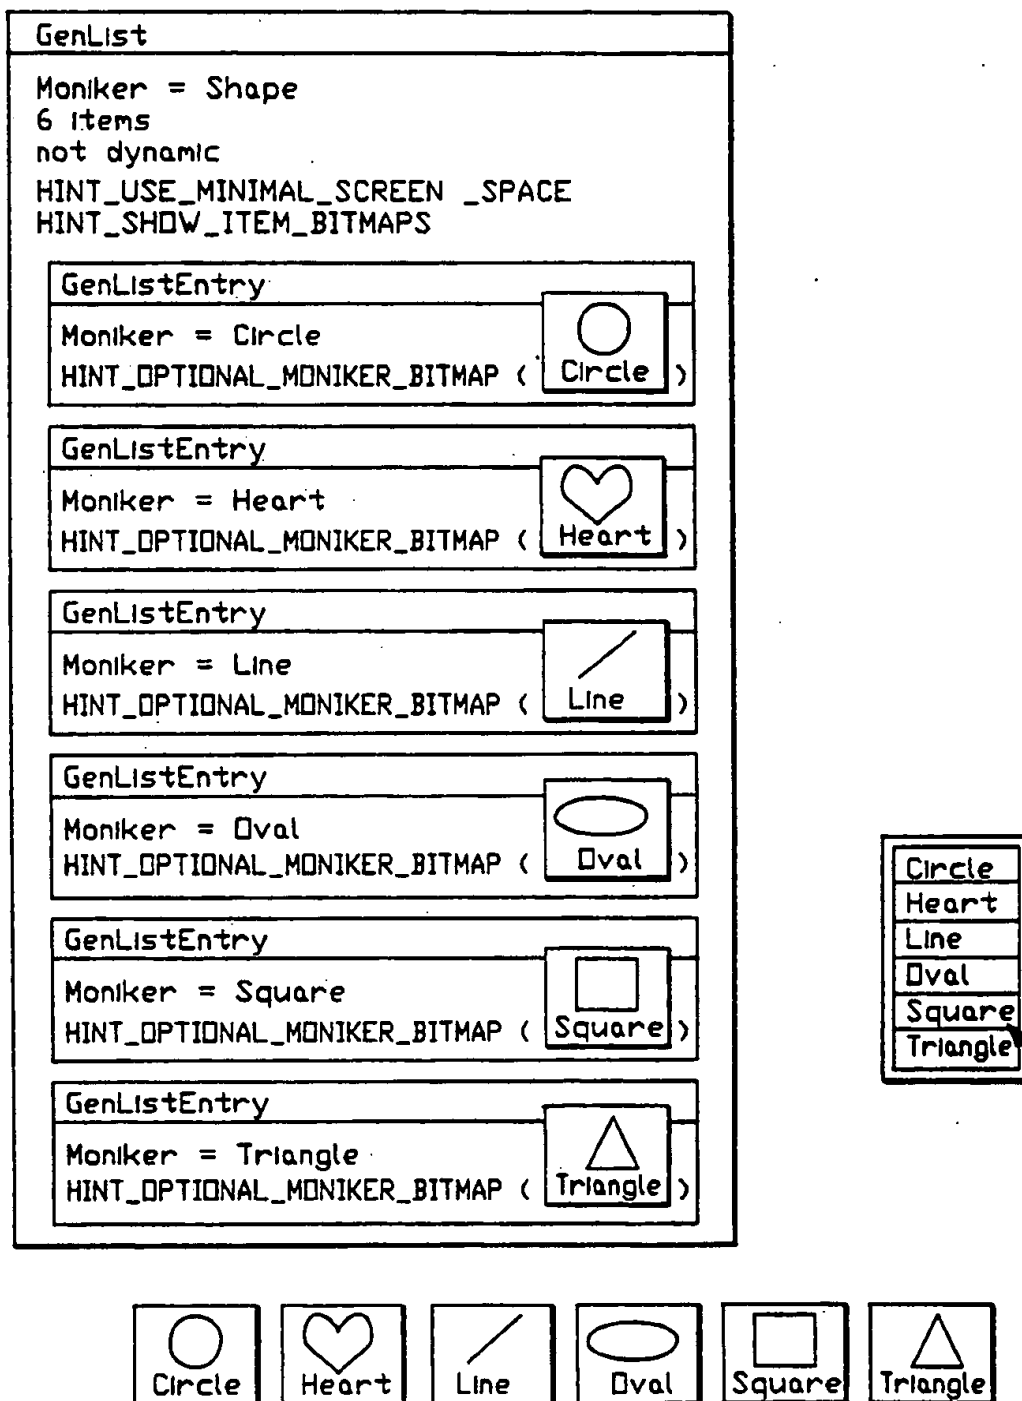 GenList
Moniker = Shape
6 items
not dynamic
HINT_USE_MINIMAL_SCREEN _SPACE
HINT_SHOW_ITEM_BITMAPS
GenListEntry
Moniker = Circle
HINT_OPTIONAL_MONIKER_BITMAP ( Circle )
GenListEntry
Moniker = Heart
HINT_OPTIONAL_MONIKER_BITMAP ( Heart )
GenListEntry
Moniker = Line
HINT_OPTIONAL_MONIKER_BITMAP ( Line )
GenListEntry
Moniker = Oval
HINT_OPTIONAL_MONIKER_BITMAP ( Oval )
GenListEntry
Moniker = Square
HINT_OPTIONAL_MONIKER_BITMAP ( Square )
GenListEntry
Moniker = Triangle
HINT_OPTIONAL_MONIKER_BITMAP ( Triangle )
Circle
Heart
Line
Oval
Square
Triangle
Circle Heart Line Oval Square Triangle